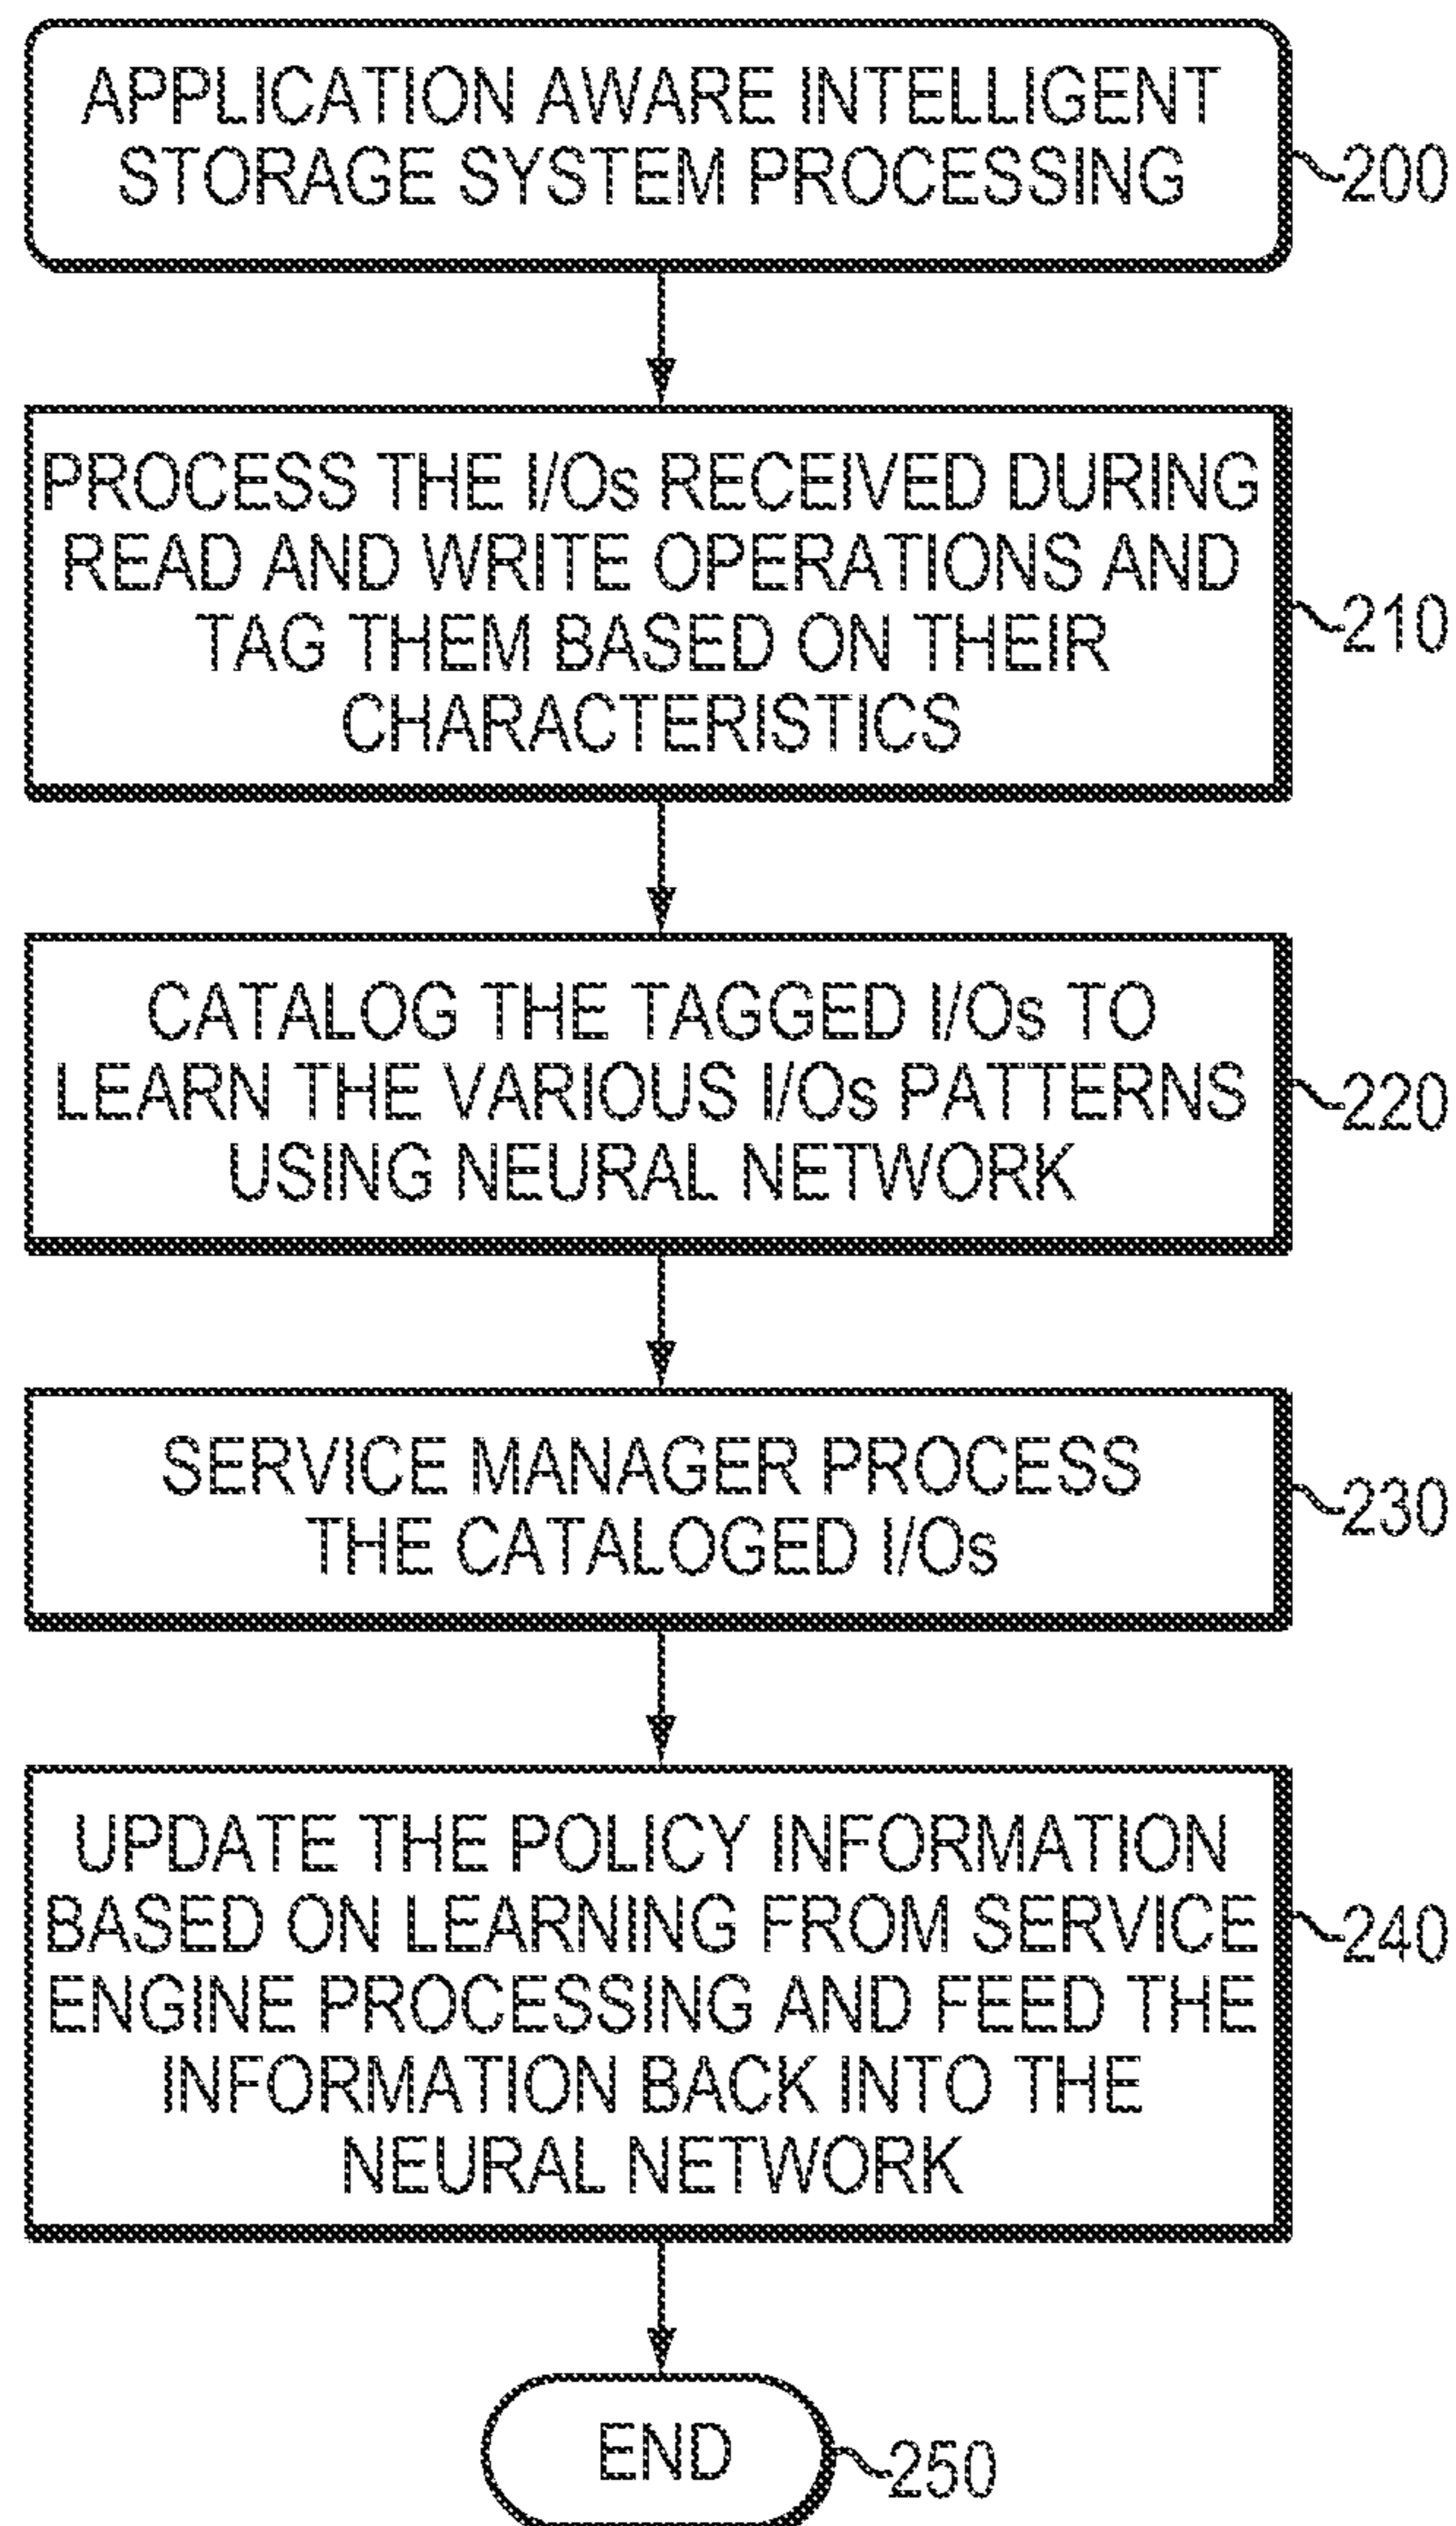 APPLICATION AWARE INTELLIGENT
STORAGE SYSTEM PROCESSING
200
PROCESS THE I/Os RECEIVED DURING
READ AND WRITE OPERATIONS AND
TAG THEM BASED ON THEIR
CHARACTERISTICS
210
CATALOG THE TAGGED I/Os TO
LEARN THE VARIOUS I/Os PATTERNS
USING NEURAL NETWORK
220
SERVICE MANAGER PROCESS
THE CATALOGED I/Os
230
UPDATE THE POLICY INFORMATION
BASED ON LEARNING FROM SERVICE
ENGINE PROCESSING AND FEED THE
INFORMATION BACK INTO THE
NEURAL NETWORK
240
END
250